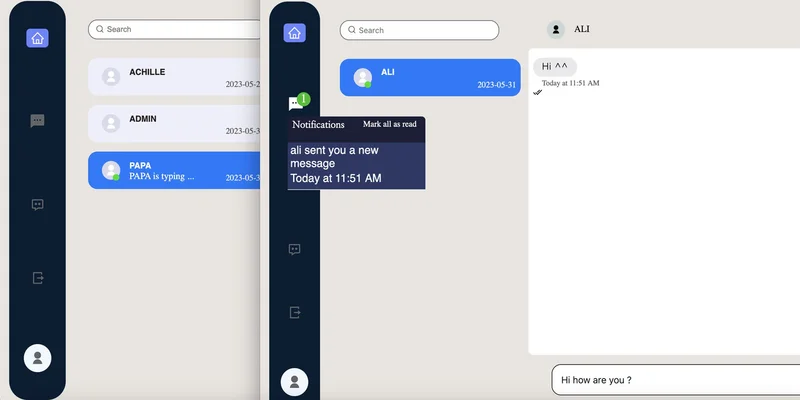 Search
ACHILLE
2023-05-2
ADMIN
2023-05-3
PAPA
PAPA is typing ...
2023-05-3
Search
ALI
2023-05-31
1
Notifications
Mark all as read
ali sent you a new
message
Today at 11:51 AM
ALI
Hi ^^
Today at 11:51 AM
Hi how are you ?